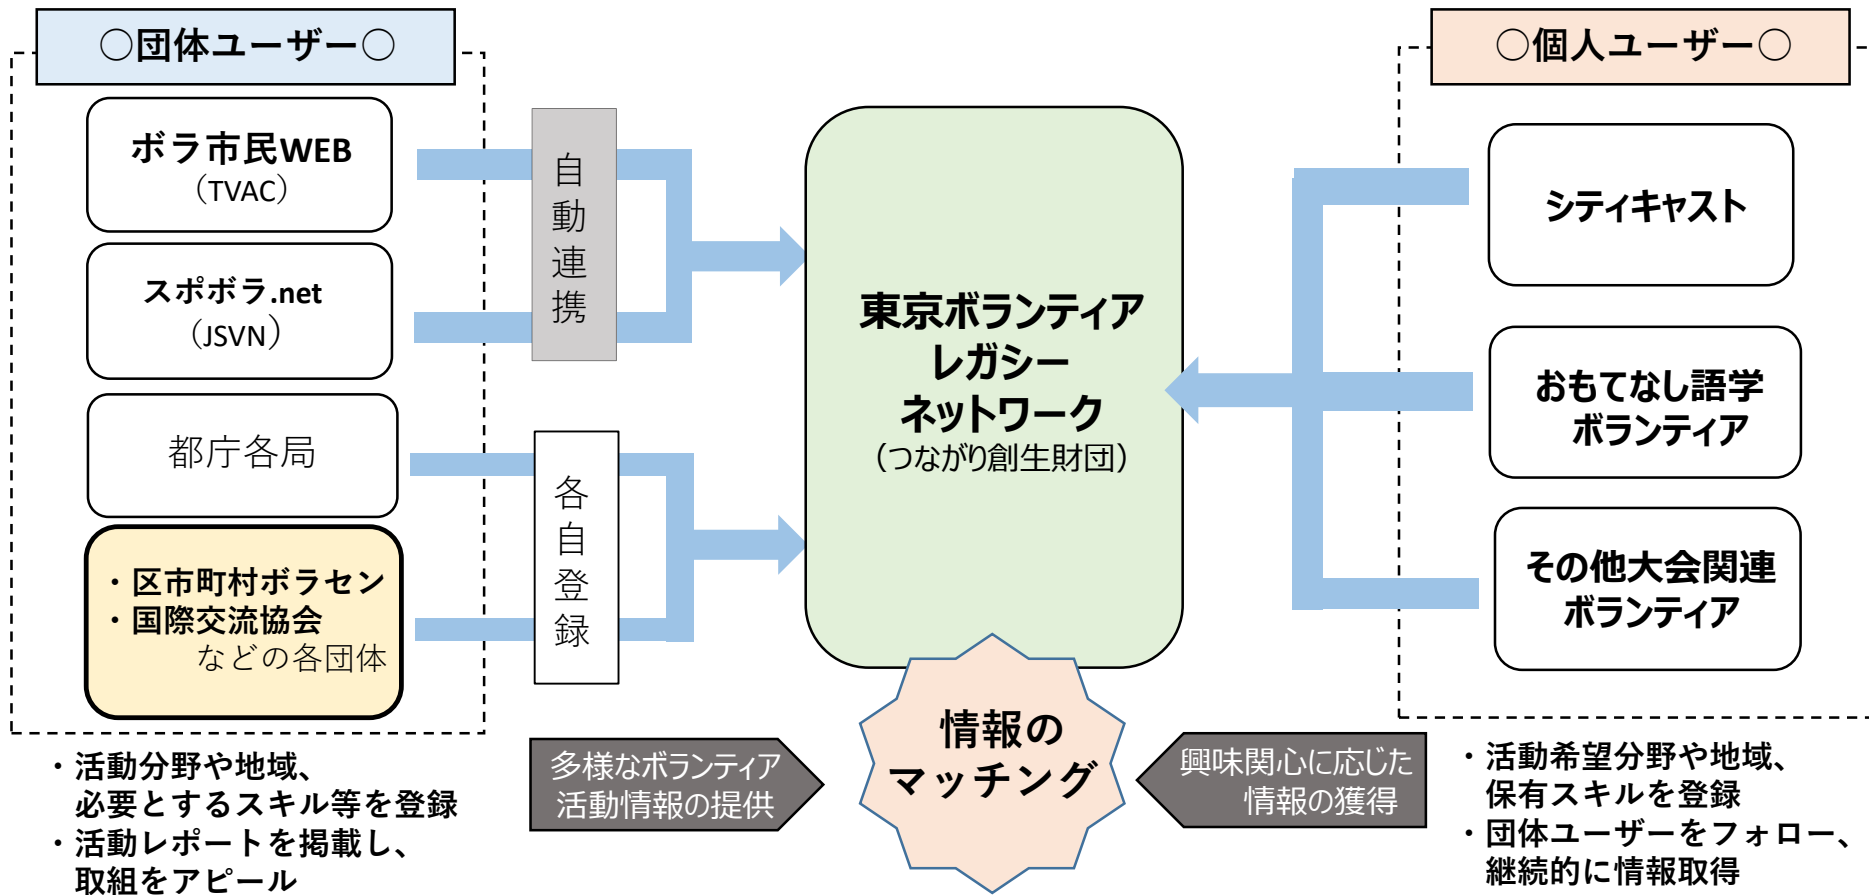 ○団体ユーザー○
ボラ市民WEB
（TVAC）
スポボラ.net
（JSVN）
都庁各局
・区市町村ボラセン
・国際交流協会
などの各団体
自動連携
各自登録
・活動分野や地域、
必要とするスキル等を登録
・活動レポートを掲載し、
取組をアピール
東京ボランティア
レガシー
ネットワーク
（つながり創生財団）
情報の
マッチング
多様なボランティア
活動情報の提供
興味関心に応じた
情報の獲得
○個人ユーザー○
シティキャスト
おもてなし語学
ボランティア
その他大会関連
ボランティア
・活動希望分野や地域、
保有スキルを登録
・団体ユーザーをフォロー、
継続的に情報取得